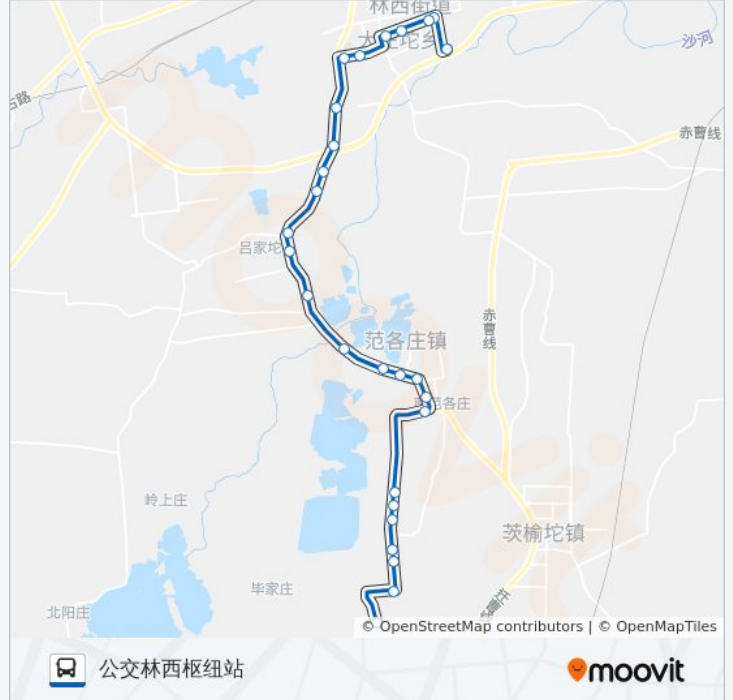 林西街道
沙河
石路
赤曹线
吕家坨
赤曹线
范各庄镇
范各庄
岭上庄
茨榆坨镇
毕家庄
北阳庄
© OpenStreetMap contributors | © OpenMapTiles
公交林西枢纽站
moovit